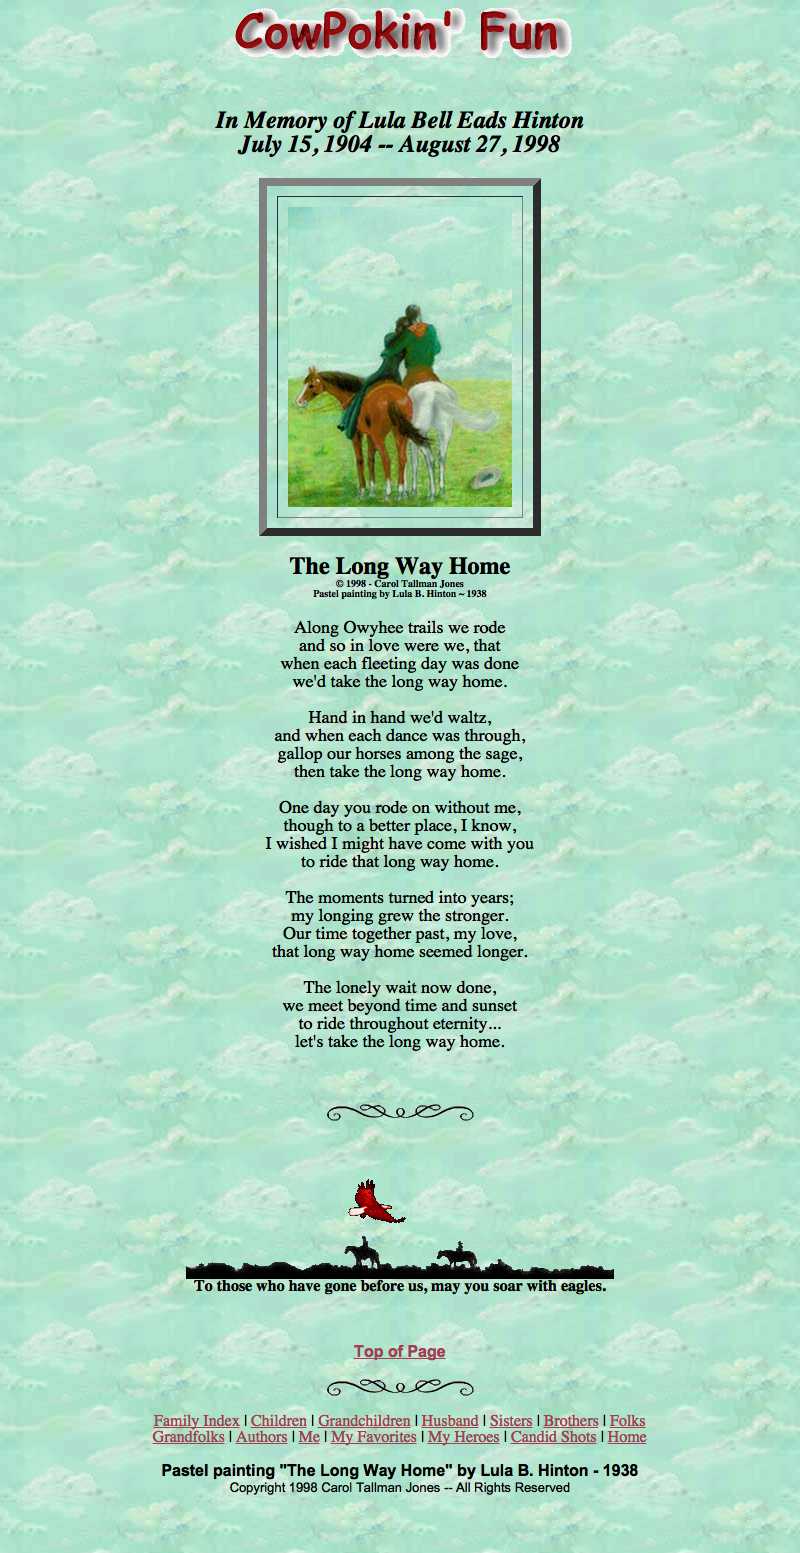 CowPokin' Fun
In Memory of Lula Bell Eads Hinton
July 15, 1904 -- August 27, 1998
The Long Way Home
© 1998 - Carol Tallman Jones
Pastel painting by Lula B. Hinton ~ 1938
Along Owyhee trails we rode
and so in love were we, that
when each fleeting day was done
we'd take the long way home.
Hand in hand we'd waltz,
and when each dance was through,
gallop our horses among the sage,
then take the long way home.
One day you rode on without me,
though to a better place, I know,
I wished I might have come with you
to ride that long way home.
The moments turned into years;
my longing grew the stronger.
Our time together past, my love,
that long way home seemed longer.
The lonely wait now done,
we meet beyond time and sunset
to ride throughout eternity...
let's take the long way home.
To those who have gone before us, may you soar with eagles.
Top of Page
Family Index | Children | Grandchildren | Husband | Sisters | Brothers | Folks
Grandfolks | Authors | Me | My Favorites | My Heroes | Candid Shots | Home
Pastel painting "The Long Way Home" by Lula B. Hinton - 1938
Copyright 1998 Carol Tallman Jones -- All Rights Reserved